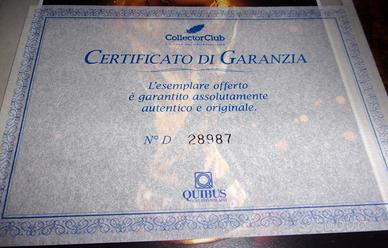 CollectorClub
CERTIFICATO DI GARANZIA
L'esemplare offerto
è garantito assolutamente
autentico e originale.
N° D 28987
QUIBUS